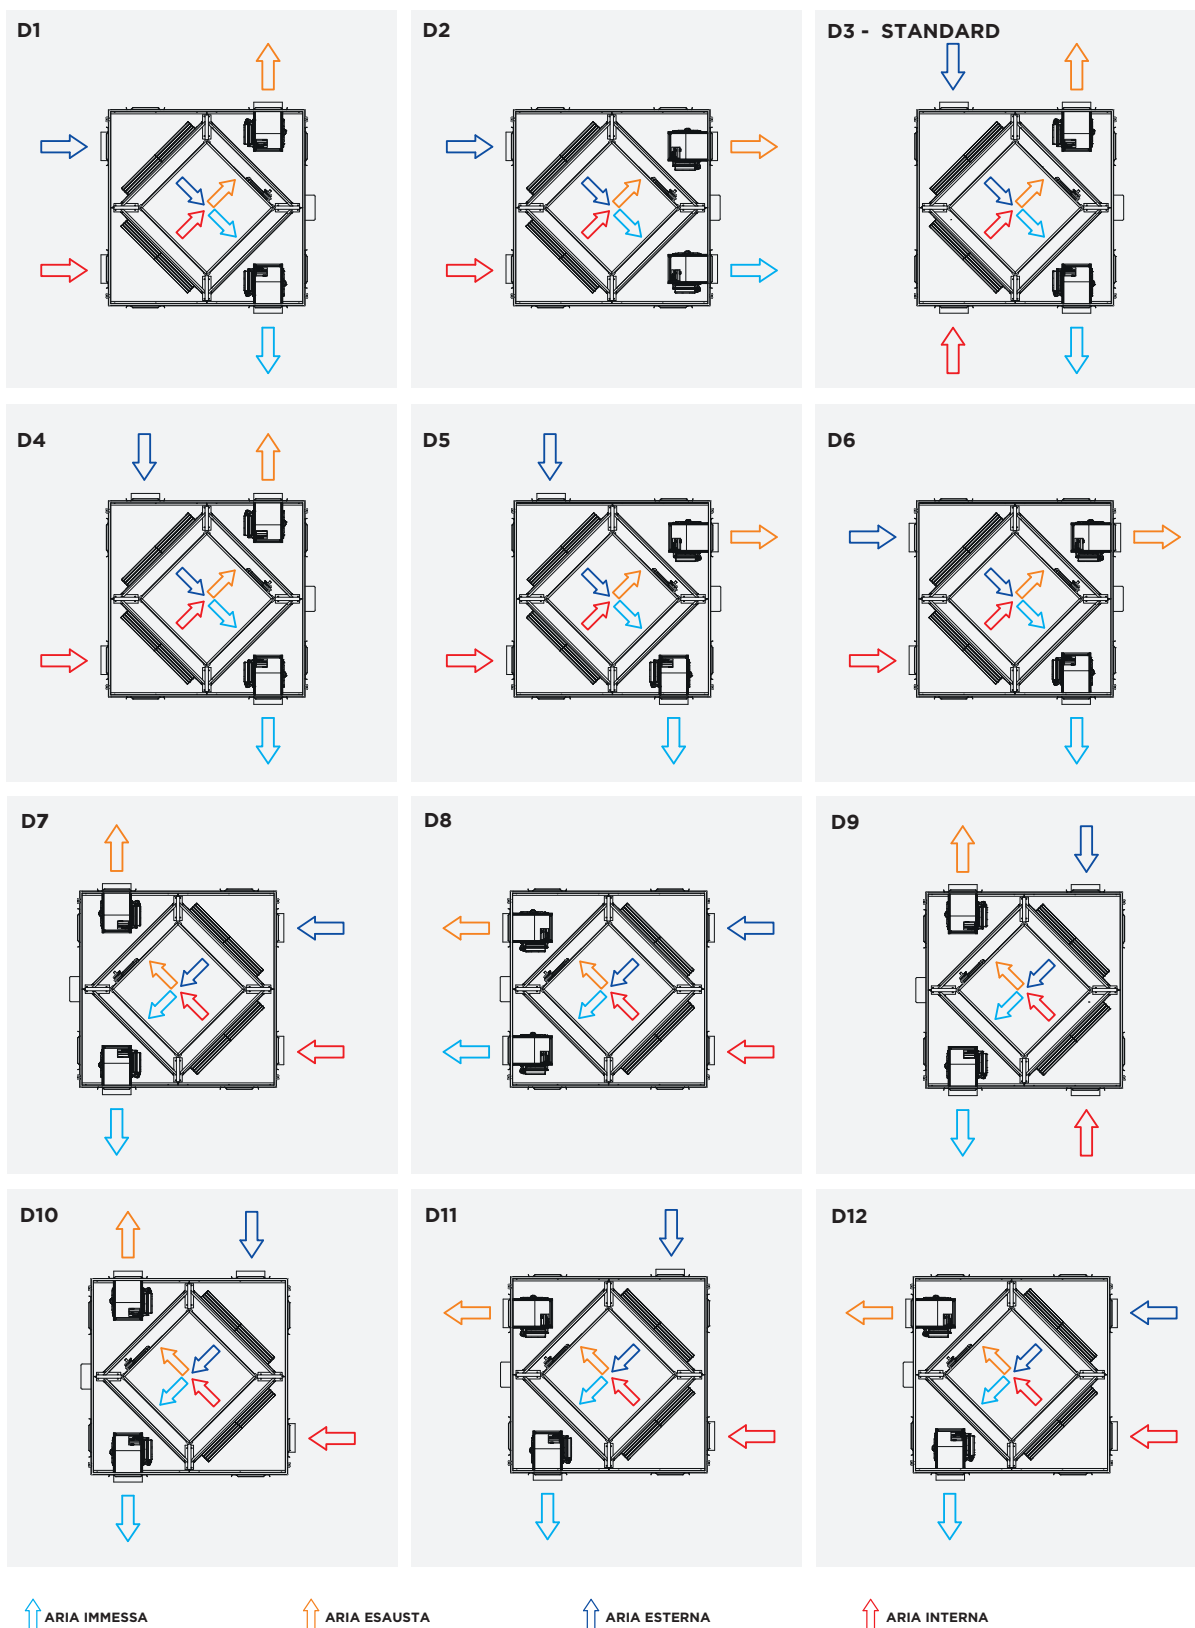 D1
D2
D3 - STANDARD
D4
D5
D6
D7
D8
D9
D10
D11
D12
ARIA IMMESSA
ARIA ESAUSTA
ARIA ESTERNA
ARIA INTERNA